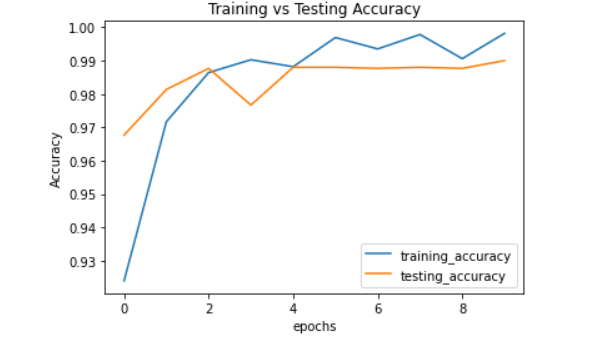 Training vs Testing Accuracy
1.00
0.99
0.98
0.97
0.96
0.95
0.94
0.93
Accuracy
training_accuracy
testing_accuracy
0 2 4 6 8
epochs